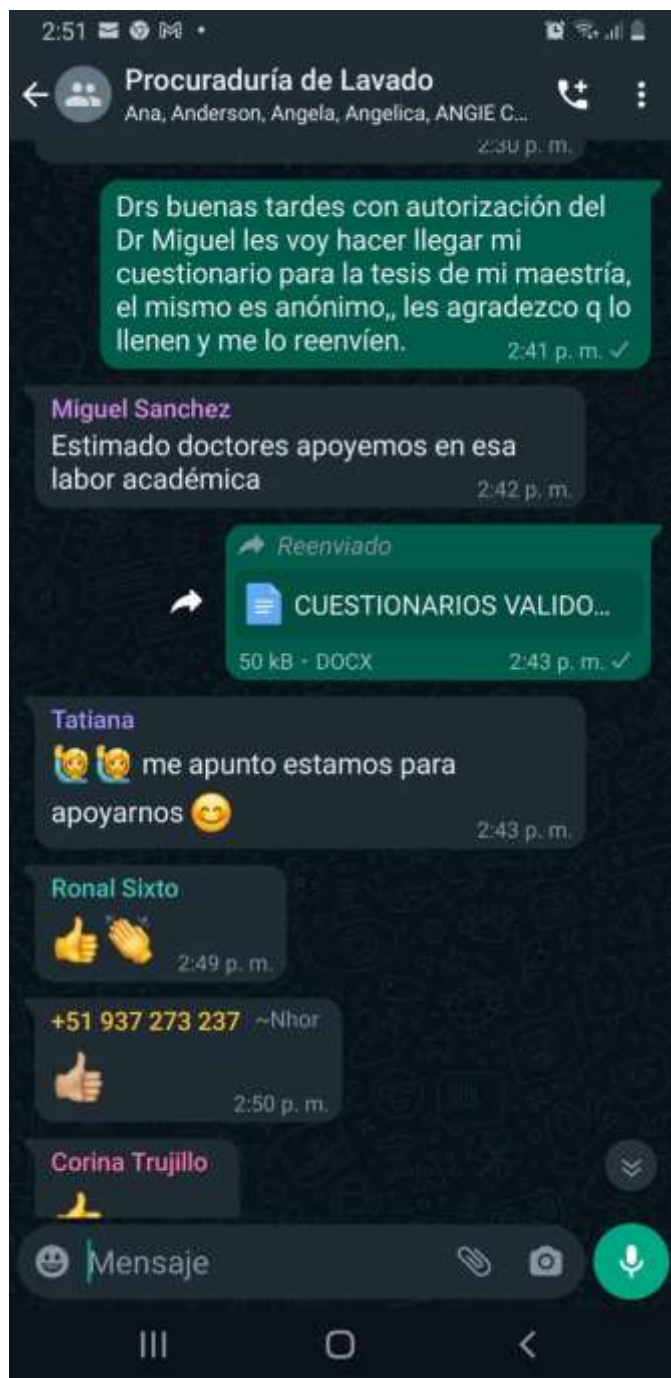 2:51
Procuraduría de Lavado
Ana, Anderson, Angela, Angelica, ANGIE C...
2:30 p. m.
Drs buenas tardes con autorización del
Dr Miguel les voy hacer llegar mi
cuestionario para la tesis de mi maestría,
el mismo es anónimo,, les agradezco q lo
llenen y me lo reenvíen.
2:41 p. m.
Miguel Sanchez
Estimado doctores apoyemos en esa
labor académica
2:42 p. m.
Reenviado
CUESTIONARIOS VALIDO...
50 kB · DOCX 2:43 p. m.
Tatiana
🙋🙋 me apunto estamos para
apoyarnos 😊
2:43 p. m.
Ronal Sixto
👍👏
2:49 p. m.
+51 937 273 237 ~Nhor
👍🏼
2:50 p. m.
Corina Trujillo
👍
Mensaje